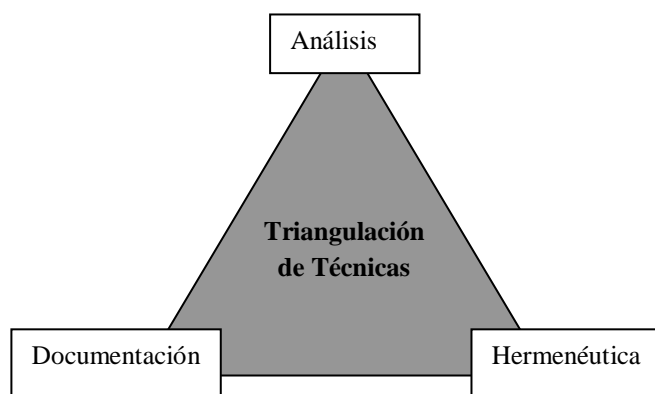 Análisis
Triangulación
de Técnicas
Documentación
Hermenéutica